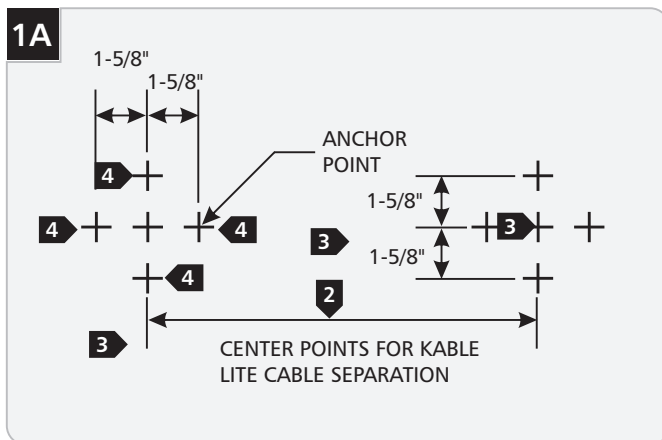 1A
1-5/8"
1-5/8"
ANCHOR
POINT
4
1-5/8"
4
4
3
3
1-5/8"
4
2
3
CENTER POINTS FOR KABLE
LITE CABLE SEPARATION